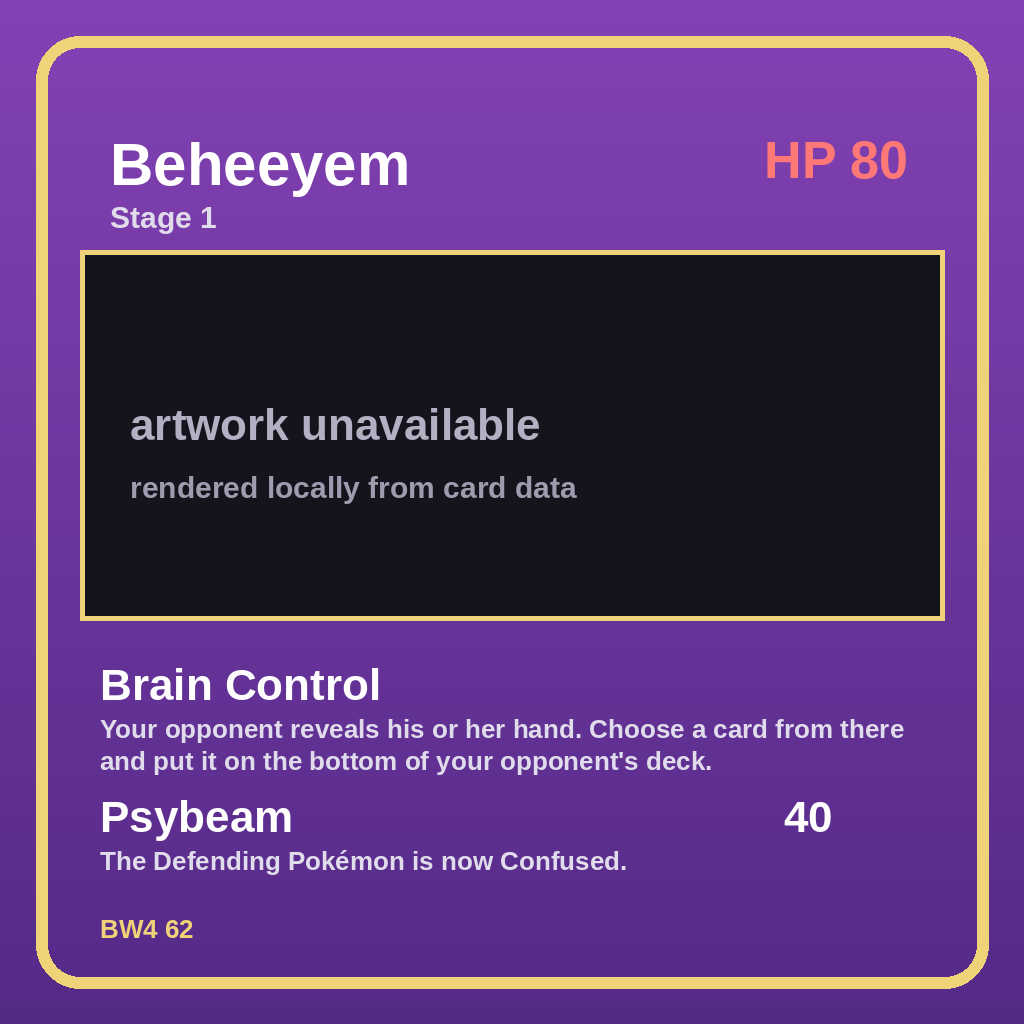 Beheeyem
HP 80
Stage 1
artwork unavailable
rendered locally from card data
Brain Control
Your opponent reveals his or her hand. Choose a card from there
and put it on the bottom of your opponent's deck.
Psybeam 40
The Defending Pokémon is now Confused.
BW4 62